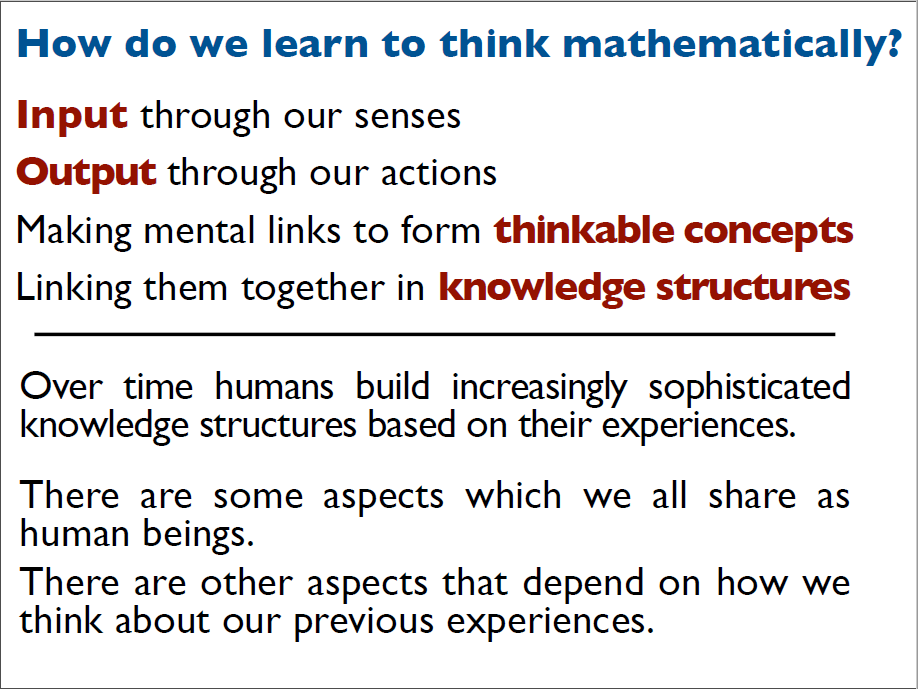 How do we learn to think mathematically?
Input through our senses
Output through our actions
Making mental links to form thinkable concepts
Linking them together in knowledge structures
Over time humans build increasingly sophisticated
knowledge structures based on their experiences.
There are some aspects which we all share as
human beings.
There are other aspects that depend on how we
think about our previous experiences.